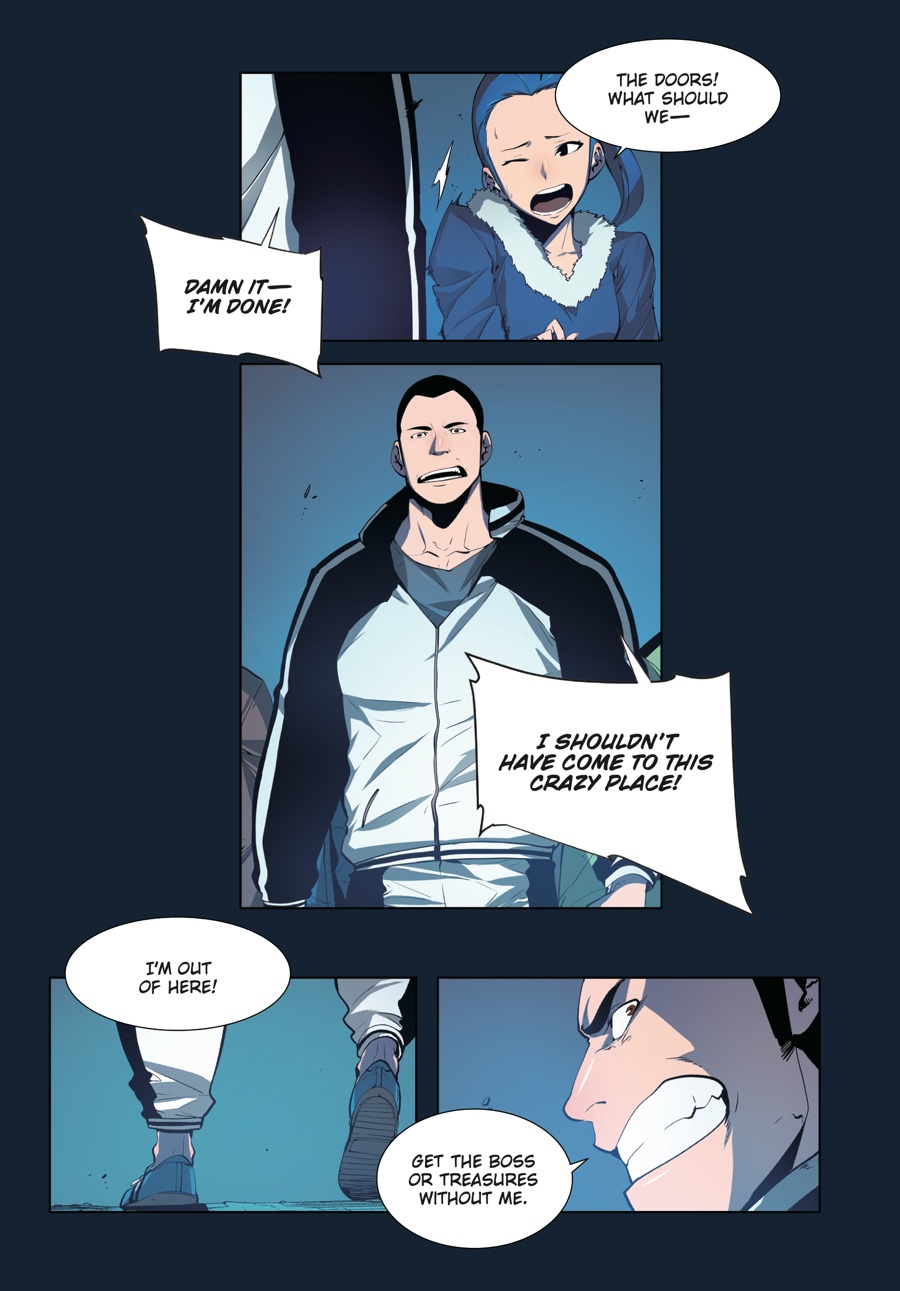 THE DOORS!
WHAT SHOULD
WE—
DAMN IT—
I'M DONE!
I SHOULDN'T
HAVE COME TO THIS
CRAZY PLACE!
I'M OUT
OF HERE!
GET THE BOSS
OR TREASURES
WITHOUT ME.